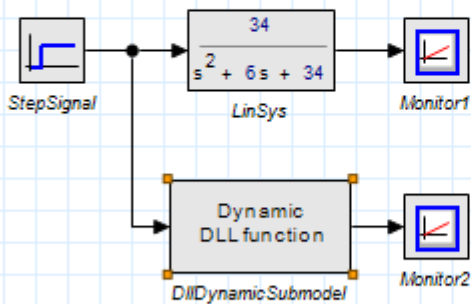 34
s2 + 6s + 34
StepSignal
LinSys
Monitor1
Dynamic
DLL function
DllDynamicSubmodel
Monitor2